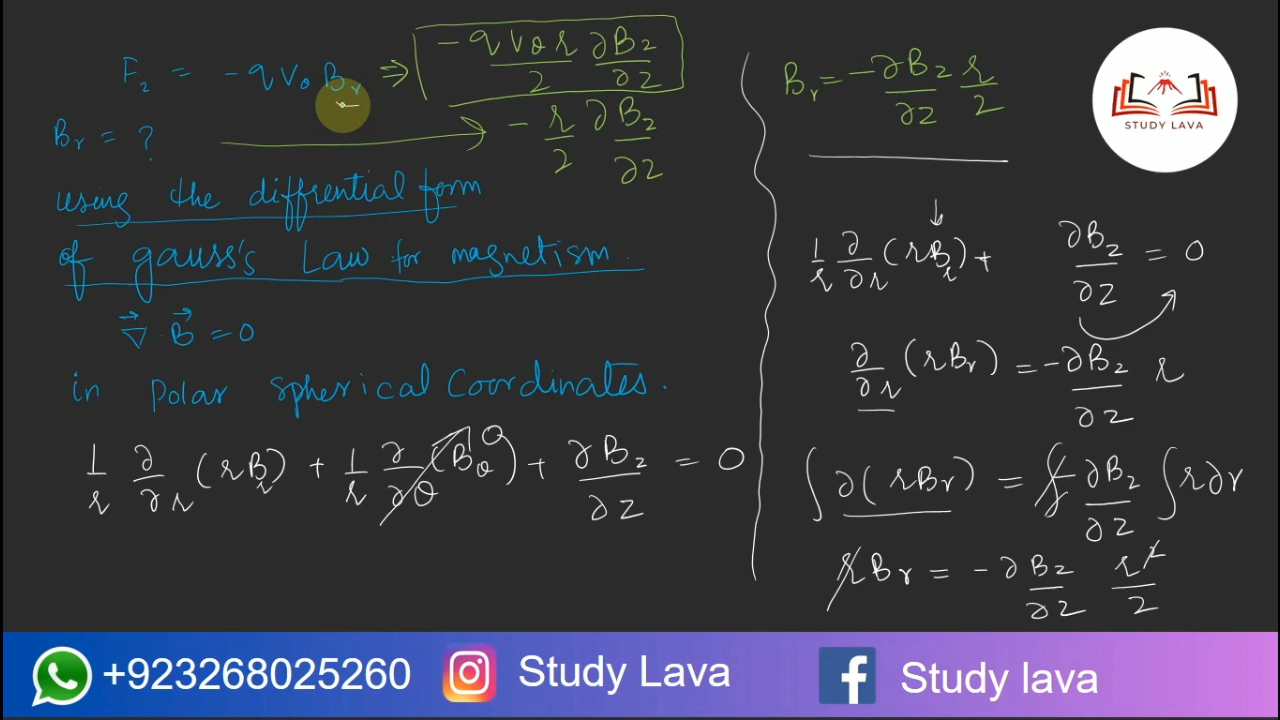 F_z = -q v_θ B_r ⇒ -q v_θ r/2 ∂B_z/∂z
B_r = ? → - r/2 ∂B_z/∂z
using the diffrential form
of gauss's Law for magnetism.
∇⃗ . B⃗ = 0
in Polar Spherical Coordinates.
1/r ∂/∂r (rB_r) + 1/r ∂/∂θ (B_θ) 0 + ∂B_z/∂z = 0
B_r = -∂B_z/∂z r/2
1/r ∂/∂r (rB_r) + ∂B_z/∂z = 0
∂/∂r (rB_r) = -∂B_z/∂z r
∫ ∂(rB_r) = ∫ ∂B_z/∂z ∫ r∂r
rB_r = -∂B_z/∂z r²/2
STUDY LAVA
+923268025260
Study Lava
Study lava